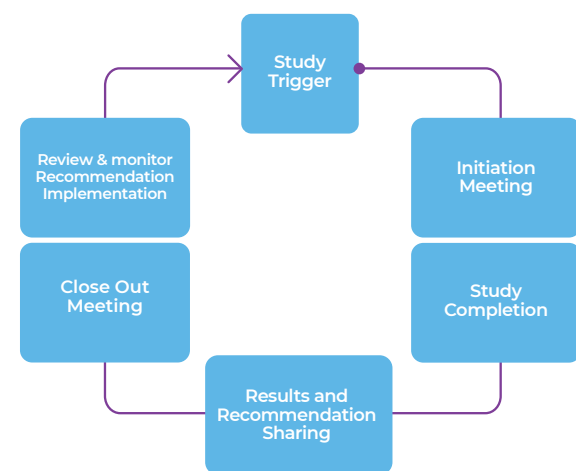 Study
Trigger
Initiation
Meeting
Study
Completion
Results and
Recommendation
Sharing
Close Out
Meeting
Review & monitor
Recommendation
Implementation